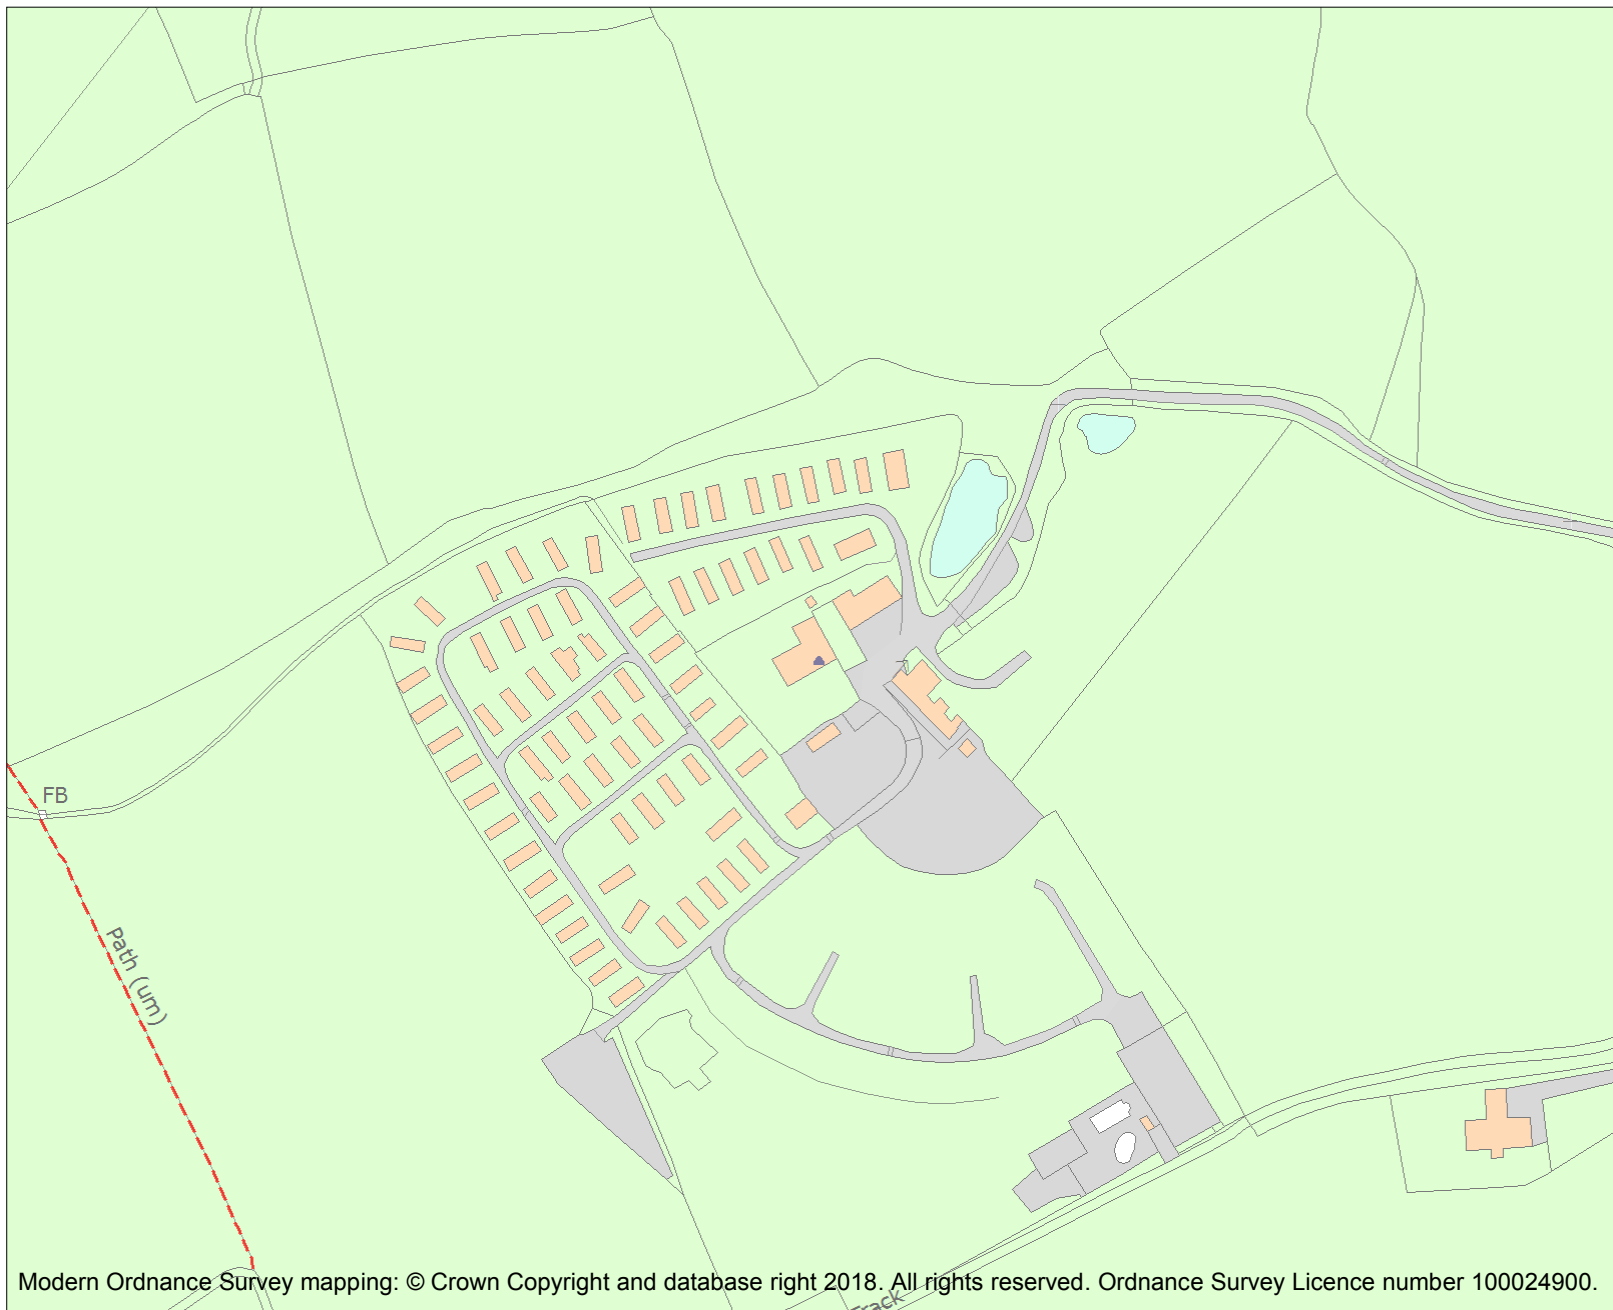 FB
Path (um)
Track
Modern Ordnance Survey mapping: © Crown Copyright and database right 2018. All rights reserved. Ordnance Survey Licence number 100024900.